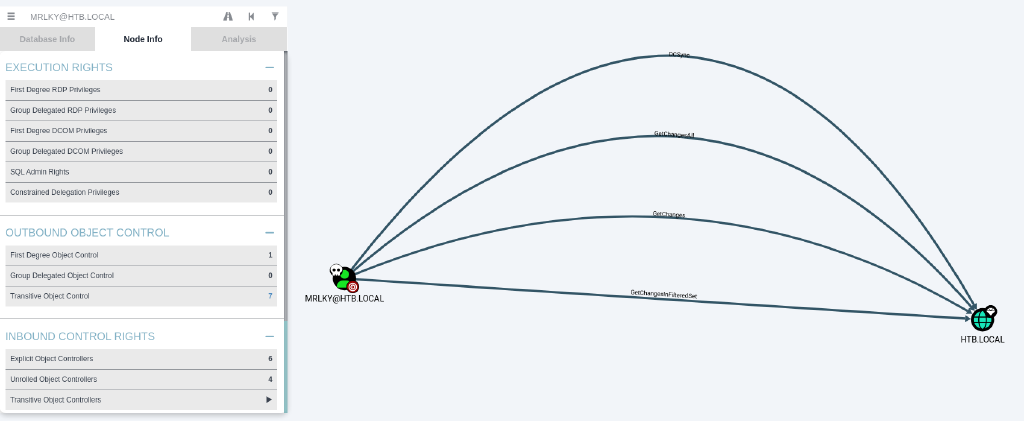 MRLKY@HTB.LOCAL
Database Info Node Info Analysis
EXECUTION RIGHTS
First Degree RDP Privileges 0
Group Delegated RDP Privileges 0
First Degree DCOM Privileges 0
Group Delegated DCOM Privileges 0
SQL Admin Rights 0
Constrained Delegation Privileges 0
OUTBOUND OBJECT CONTROL
First Degree Object Control 1
Group Delegated Object Control 0
Transitive Object Control 7
INBOUND CONTROL RIGHTS
Explicit Object Controllers 6
Unrolled Object Controllers 4
Transitive Object Controllers
DCSync
GetChangesAll
GetChanges
GetChangesInFilteredSet
MRLKY@HTB.LOCAL
HTB.LOCAL